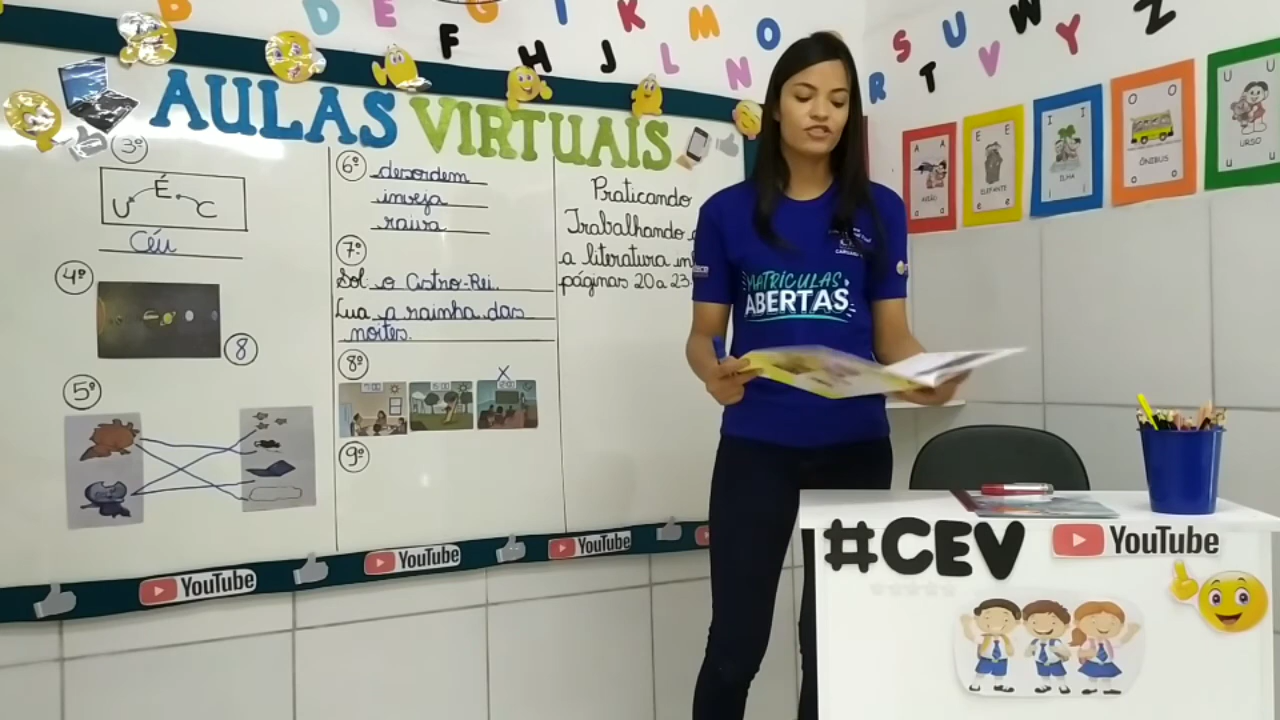 B D E G I K M O
F H J L N
R S T U V W Y Z
AULAS VIRTUAIS
3º
U É C
Céu
4º
8
5º
6º
desordem
inveja
raiva
7º
Sol: o Astro-Rei.
Lua a rainha das
noites.
8º
X
9º
Praticando
Trabalhando
a literatura
páginas 20 a 23
MATRÍCULAS
ABERTAS
A A
AVIÃO
a a
E E
ELEFANTE
e e
I I
ILHA
i i
O O
ÔNIBUS
o o
U U
URSO
u u
YouTube
YouTube
YouTube
#CEV
YouTube